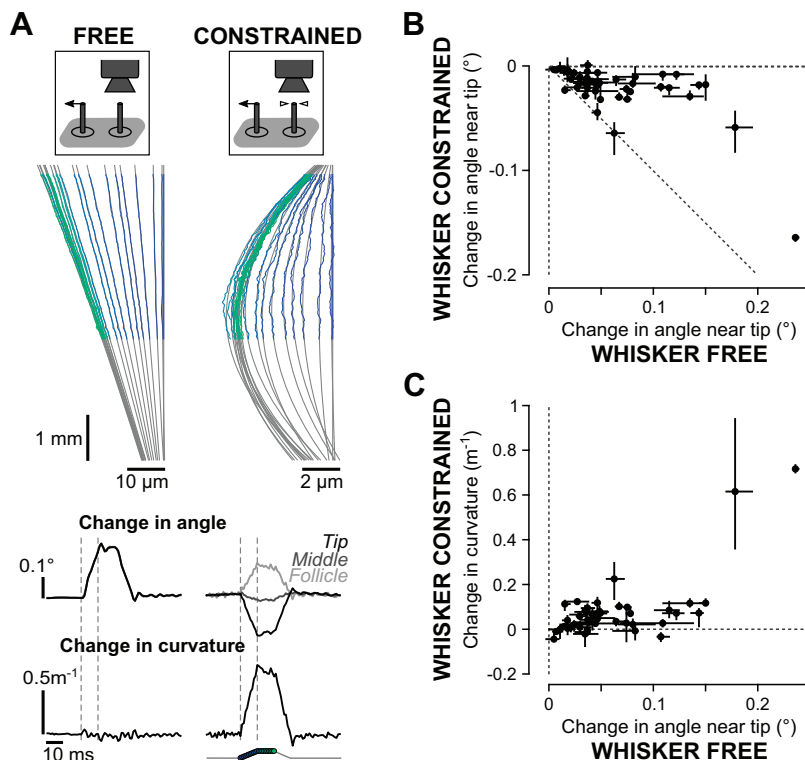 A
FREE
CONSTRAINED
1 mm
10 µm
2 µm
Change in angle
0.1°
Tip
Middle
Follicle
Change in curvature
0.5m⁻¹
10 ms
B
WHISKER CONSTRAINED
Change in angle near tip (°)
0
-0.1
-0.2
0
0.1
0.2
Change in angle near tip (°)
WHISKER FREE
C
WHISKER CONSTRAINED
Change in curvature (m⁻¹)
1
0.8
0.6
0.4
0.2
0
-0.2
0
0.1
0.2
Change in angle near tip (°)
WHISKER FREE